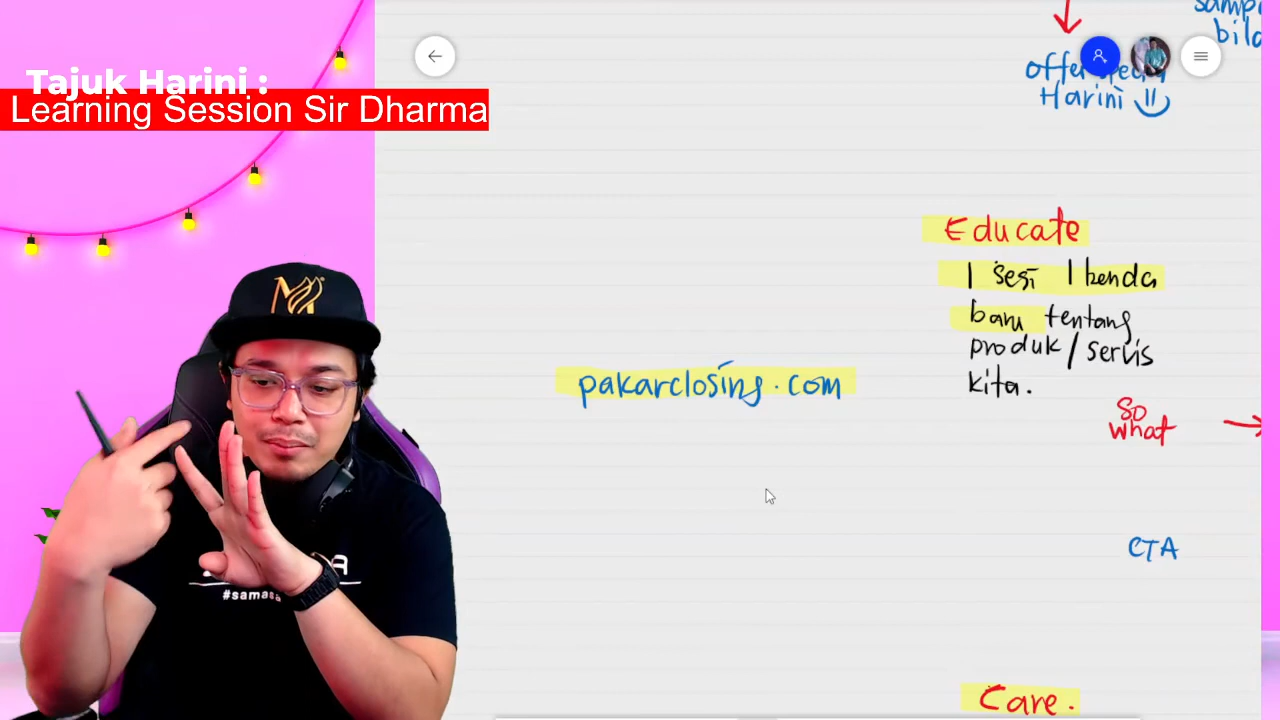 Tajuk Harini :
Learning Session Sir Dharma
Harini
Educate
1 sesi 1 benda
baru tentang
produk / servis
kita.
pakarclosing.com
So
what
CTA
Care.
#samasa